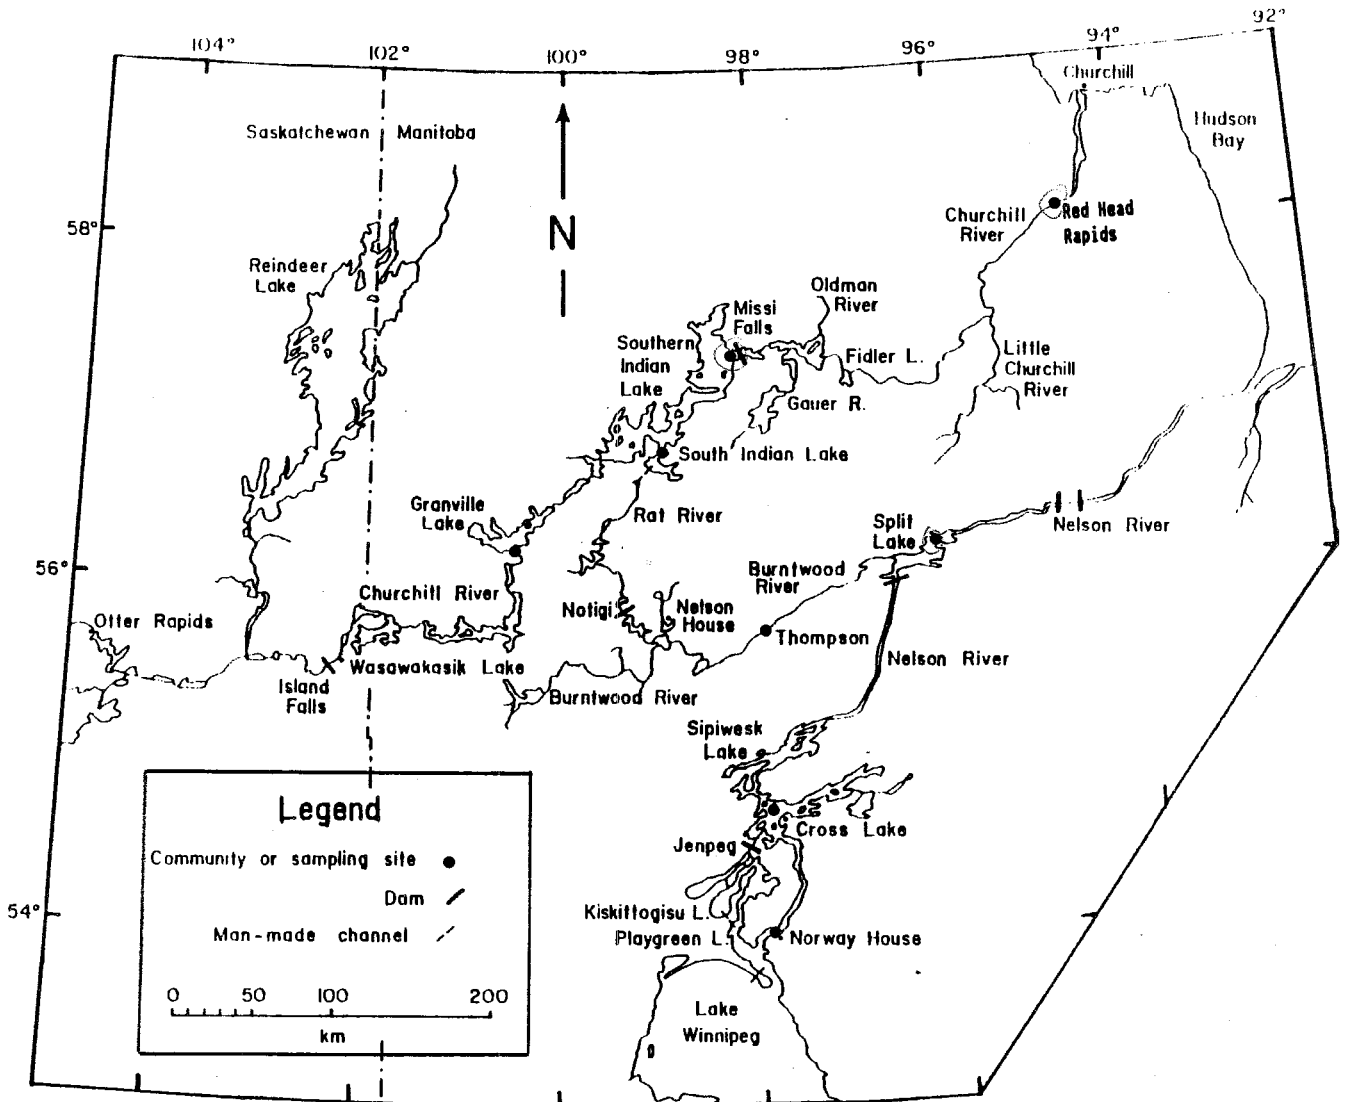 104°
102°
100°
98°
96°
94°
92°
Churchill
Hudson
Bay
Saskatchewan
Manitoba
N
58°
Reindeer
Lake
Churchill
River
Red Head
Rapids
Oldman
River
Missi
Falls
Southern
Indian
Lake
Fidler L.
Little
Churchill
River
Gauer R.
South Indian Lake
Granville
Lake
Rat River
Split
Lake
Nelson River
56°
Burntwood
River
Churchill River
Notigi
Nelson
House
Otter Rapids
Thompson
Wasawakasik Lake
Nelson River
Island
Falls
Burntwood River
Sipiwesk
Lake
Cross Lake
Jenpeg
54°
Kiskittogisu L.
Playgreen L.
Norway House
Lake
Winnipeg
Legend
Community or sampling site
Dam
Man-made channel
0 50 100 200
km